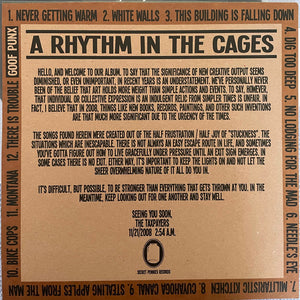 1. NEVER GETTING WARM 2. WHITE WALLS 3. THIS BUILDING IS FALLING DOWN
A RHYTHM IN THE CAGES
HELLO, AND WELCOME TO OUR ALBUM. TO SAY THAT THE SIGNIFICANCE OF NEW CREATIVE OUTPUT SEEMS
DIMINISHED, OR EVEN UNIMPORTANT, IN RECENT YEARS IS AN UNDERSTATEMENT. WE'VE PERSONALLY NEVER
BEEN OF THE BELIEF THAT ART HOLDS MORE WEIGHT THAN SIMPLE ACTIONS AND EVENTS. TO SAY, HOWEVER,
THAT INDIVIDUAL OR COLLECTIVE EXPRESSION IS AN INDULGENT RELIC FROM SIMPLER TIMES IS UNFAIR. IN
FACT, I BELIEVE THAT IN 2008, THINGS LIKE NEW BOOKS, RECORDS, PAINTINGS, AND OTHER SUCH INVENTIONS
ARE THAT MUCH MORE SIGNIFICANT DUE TO THE URGENCY OF THE TIMES.
THE SONGS FOUND HEREIN WERE CREATED OUT OF THE HALF FRUSTRATION / HALF JOY OF "STUCKNESS". THE
SITUATIONS WHICH ARE INESCAPABLE. THERE IS NOT ALWAYS AN EASY ESCAPE ROUTE IN LIFE, AND SOMETIMES
YOU'VE GOTTA FIGURE OUT HOW TO LIVE GRACEFULLY UNDER PRESSURE UNTIL AN EXIT SIGN EMERGES. IN
SOME CASES THERE IS NO EXIT. EITHER WAY, IT'S IMPORTANT TO KEEP THE LIGHTS ON AND NOT LET THE
SHEER OVERWHELMING NATURE OF IT ALL DO YOU IN.
IT'S DIFFICULT, BUT POSSIBLE, TO BE STRONGER THAN EVERYTHING THAT GETS THROWN AT YOU. IN THE
MEANTIME, KEEP LOOKING OUT FOR ONE ANOTHER AND STAY WELL.
SEEING YOU SOON,
THE TAXPAYERS
11/21/2008 2:54 A.M.
SECRET PENNIES RECORDS
4. DIG TOO DEEP 5. LOOKING FOR THE MAD 6. NEEDLE'S EYE
7. MILITARISTIC KITCHEN 8. CUYAHOGA CANAL 9. STEALING APPLES FROM THE MAN
10. BIKE COPS 11. MONTANA 12. THERE IS TROUBLE
GOOF PUNX